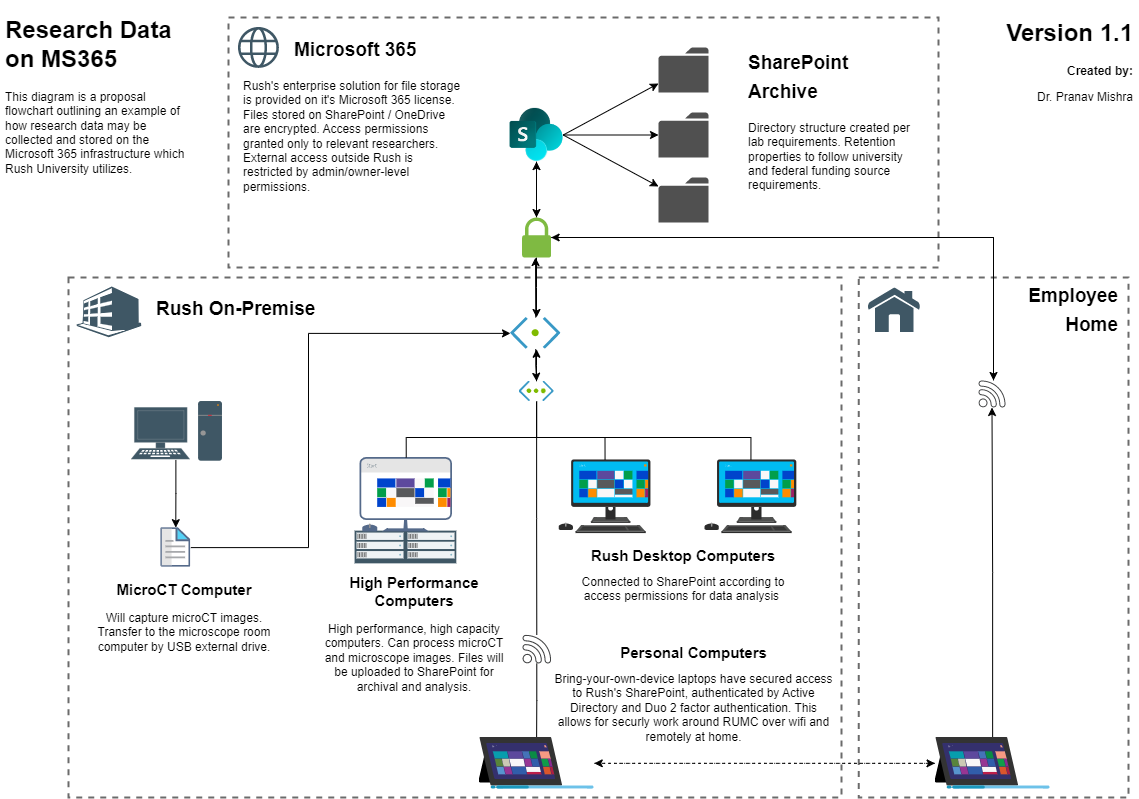 Research Data
on MS365
This diagram is a proposal
flowchart outlining an example of
how research data may be
collected and stored on the
Microsoft 365 infrastructure which
Rush University utilizes.
Microsoft 365
Rush's enterprise solution for file storage
is provided on it's Microsoft 365 license.
Files stored on SharePoint / OneDrive
are encrypted. Access permissions
granted only to relevant researchers.
External access outside Rush is
restricted by admin/owner-level
permissions.
S
SharePoint
Archive
Directory structure created per
lab requirements. Retention
properties to follow university
and federal funding source
requirements.
Version 1.1
Created by:
Dr. Pranav Mishra
Rush On-Premise
Employee
Home
MicroCT Computer
Will capture microCT images.
Transfer to the microscope room
computer by USB external drive.
Start
High Performance
Computers
High performance, high capacity
computers. Can process microCT
and microscope images. Files will
be uploaded to SharePoint for
archival and analysis.
Rush Desktop Computers
Connected to SharePoint according to
access permissions for data analysis
Personal Computers
Bring-your-own-device laptops have secured access
to Rush's SharePoint, authenticated by Active
Directory and Duo 2 factor authentication. This
allows for securly work around RUMC over wifi and
remotely at home.